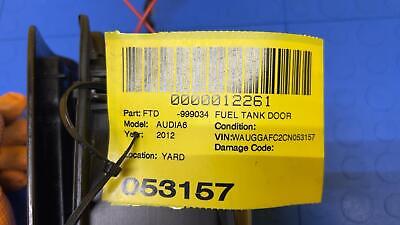 0000012261
Part: FTD -999034 FUEL TANK DOOR
Model: AUDIA6 Condition:
Year: 2012 VIN: WAUGGAFC2CN053157
Damage Code:
Location: YARD
053157